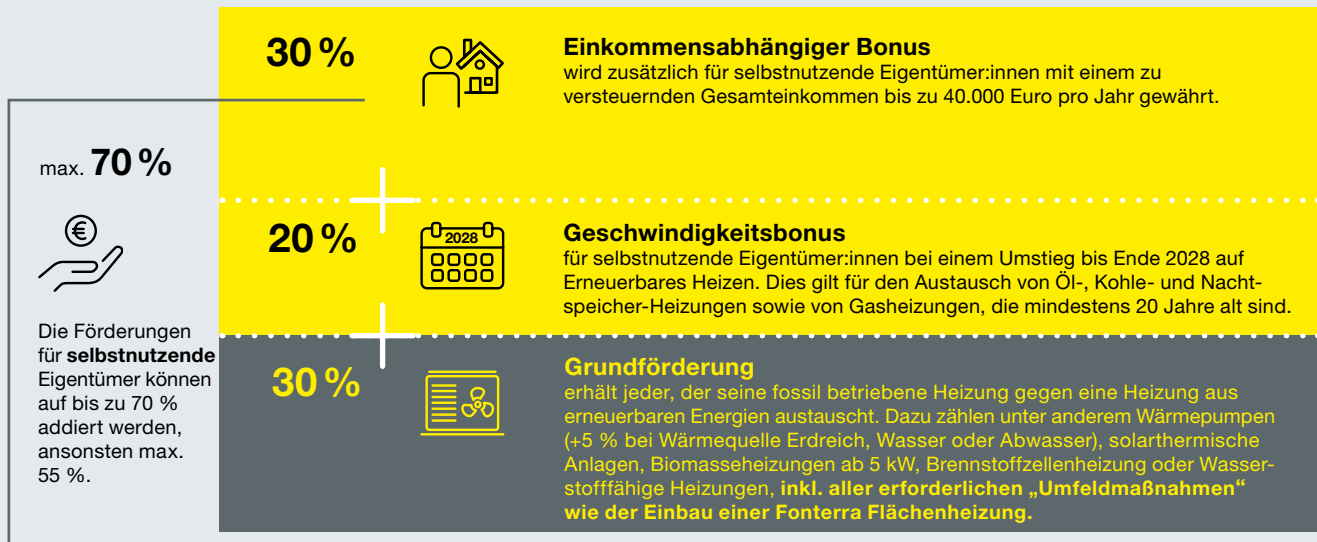 max. 70 %
Die Förderungen
für selbstnutzende
Eigentümer können
auf bis zu 70 %
addiert werden,
ansonsten max.
55 %.
30 %
Einkommensabhängiger Bonus
wird zusätzlich für selbstnutzende Eigentümer:innen mit einem zu
versteuernden Gesamteinkommen bis zu 40.000 Euro pro Jahr gewährt.
20 %
2028
Geschwindigkeitsbonus
für selbstnutzende Eigentümer:innen bei einem Umstieg bis Ende 2028 auf
Erneuerbares Heizen. Dies gilt für den Austausch von Öl-, Kohle- und Nacht-
speicher-Heizungen sowie von Gasheizungen, die mindestens 20 Jahre alt sind.
30 %
Grundförderung
erhält jeder, der seine fossil betriebene Heizung gegen eine Heizung aus
erneuerbaren Energien austauscht. Dazu zählen unter anderem Wärmepumpen
(+5 % bei Wärmequelle Erdreich, Wasser oder Abwasser), solarthermische
Anlagen, Biomasseheizungen ab 5 kW, Brennstoffzellenheizung oder Wasser-
stofffähige Heizungen, inkl. aller erforderlichen „Umfeldmaßnahmen“
wie der Einbau einer Fonterra Flächenheizung.